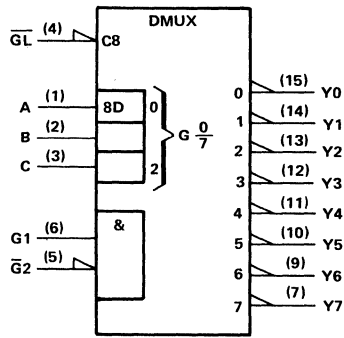 DMUX
G̅L̅ (4) C8
A (1) 8D 0
B (2)
C (3) 2
G 0/7
G1 (6) &
G̅2 (5)
0 (15) Y0
1 (14) Y1
2 (13) Y2
3 (12) Y3
4 (11) Y4
5 (10) Y5
6 (9) Y6
7 (7) Y7